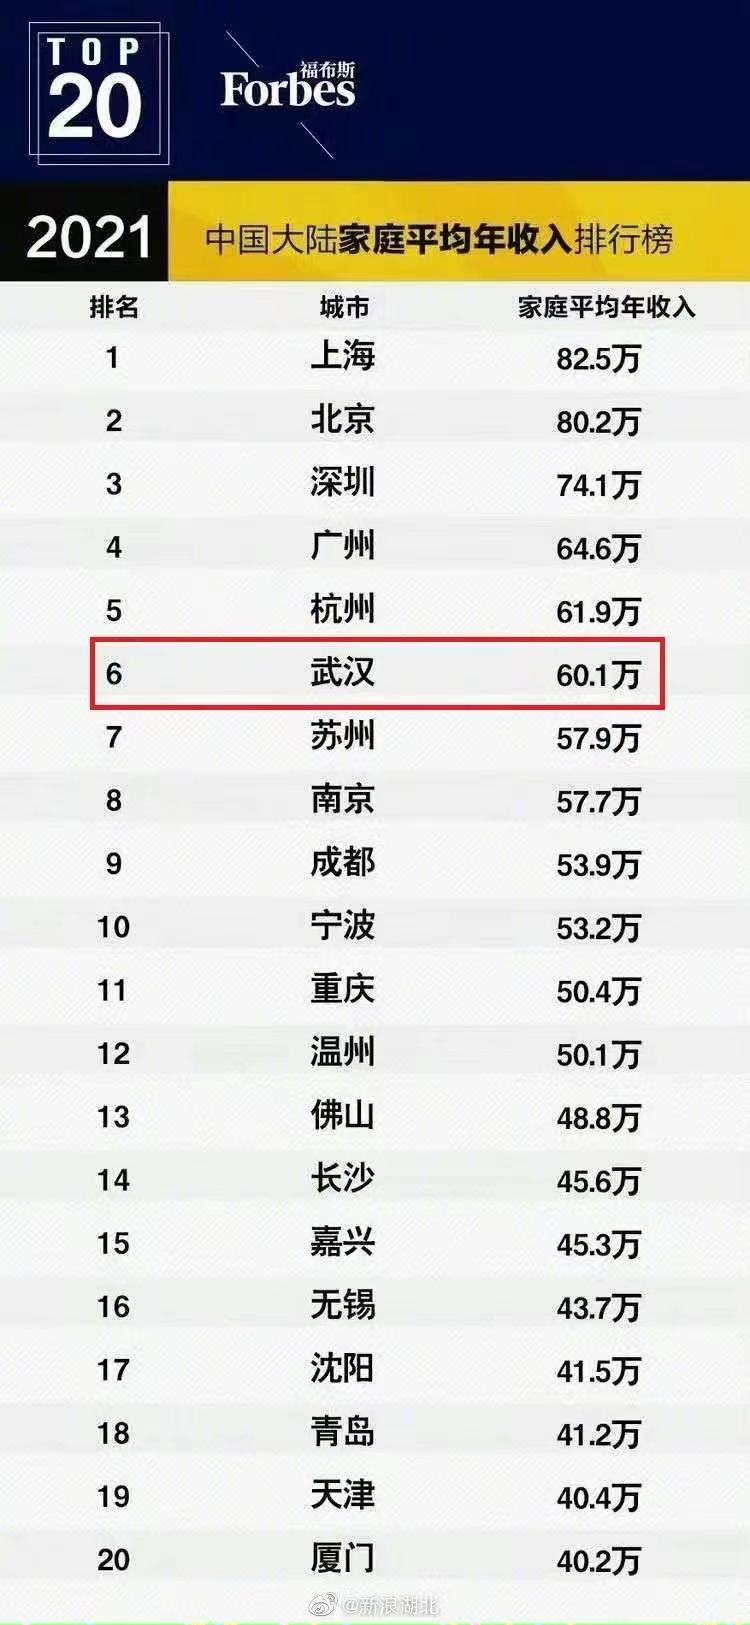 TOP
20
福布斯
Forbes
2021 中国大陆家庭平均年收入排行榜
排名 城市 家庭平均年收入
1 上海 82.5万
2 北京 80.2万
3 深圳 74.1万
4 广州 64.6万
5 杭州 61.9万
6 武汉 60.1万
7 苏州 57.9万
8 南京 57.7万
9 成都 53.9万
10 宁波 53.2万
11 重庆 50.4万
12 温州 50.1万
13 佛山 48.8万
14 长沙 45.6万
15 嘉兴 45.3万
16 无锡 43.7万
17 沈阳 41.5万
18 青岛 41.2万
19 天津 40.4万
20 厦门 40.2万
@新浪湖北